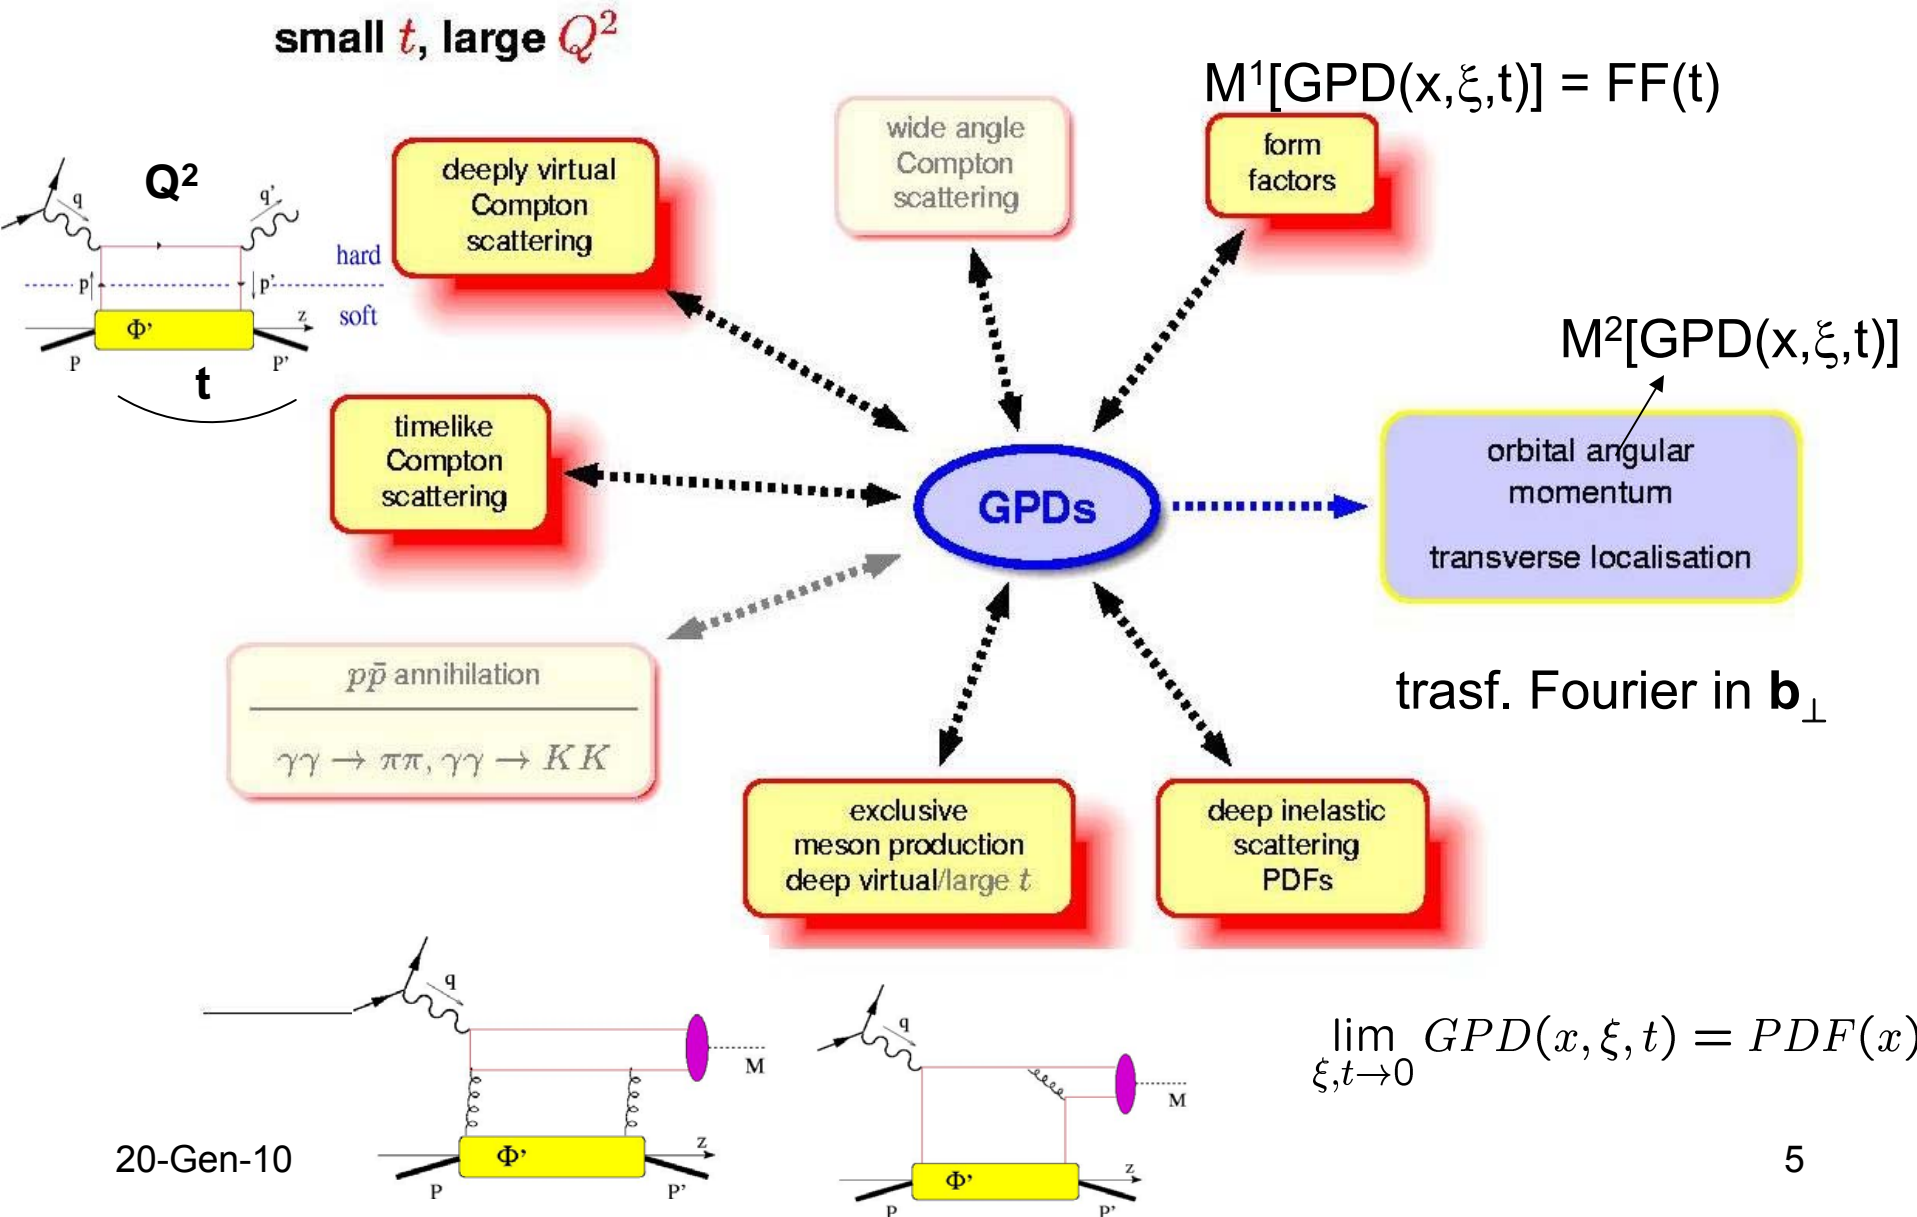 small t, large Q²
M¹[GPD(x,ξ,t)] = FF(t)
wide angle
Compton
scattering
form
factors
deeply virtual
Compton
scattering
Q²
q
q'
hard
p
p'
soft
Φ’
z
P
P'
t
M²[GPD(x,ξ,t)]
timelike
Compton
scattering
GPDs
orbital angular
momentum
transverse localisation
pp̄ annihilation
γγ → ππ, γγ → KK
trasf. Fourier in b⊥
exclusive
meson production
deep virtual/large t
deep inelastic
scattering
PDFs
q
M
Φ’
z
P
P'
q
M
Φ’
z
P
P'
lim GPD(x, ξ, t) = PDF(x)
ξ,t→0
20-Gen-10
5